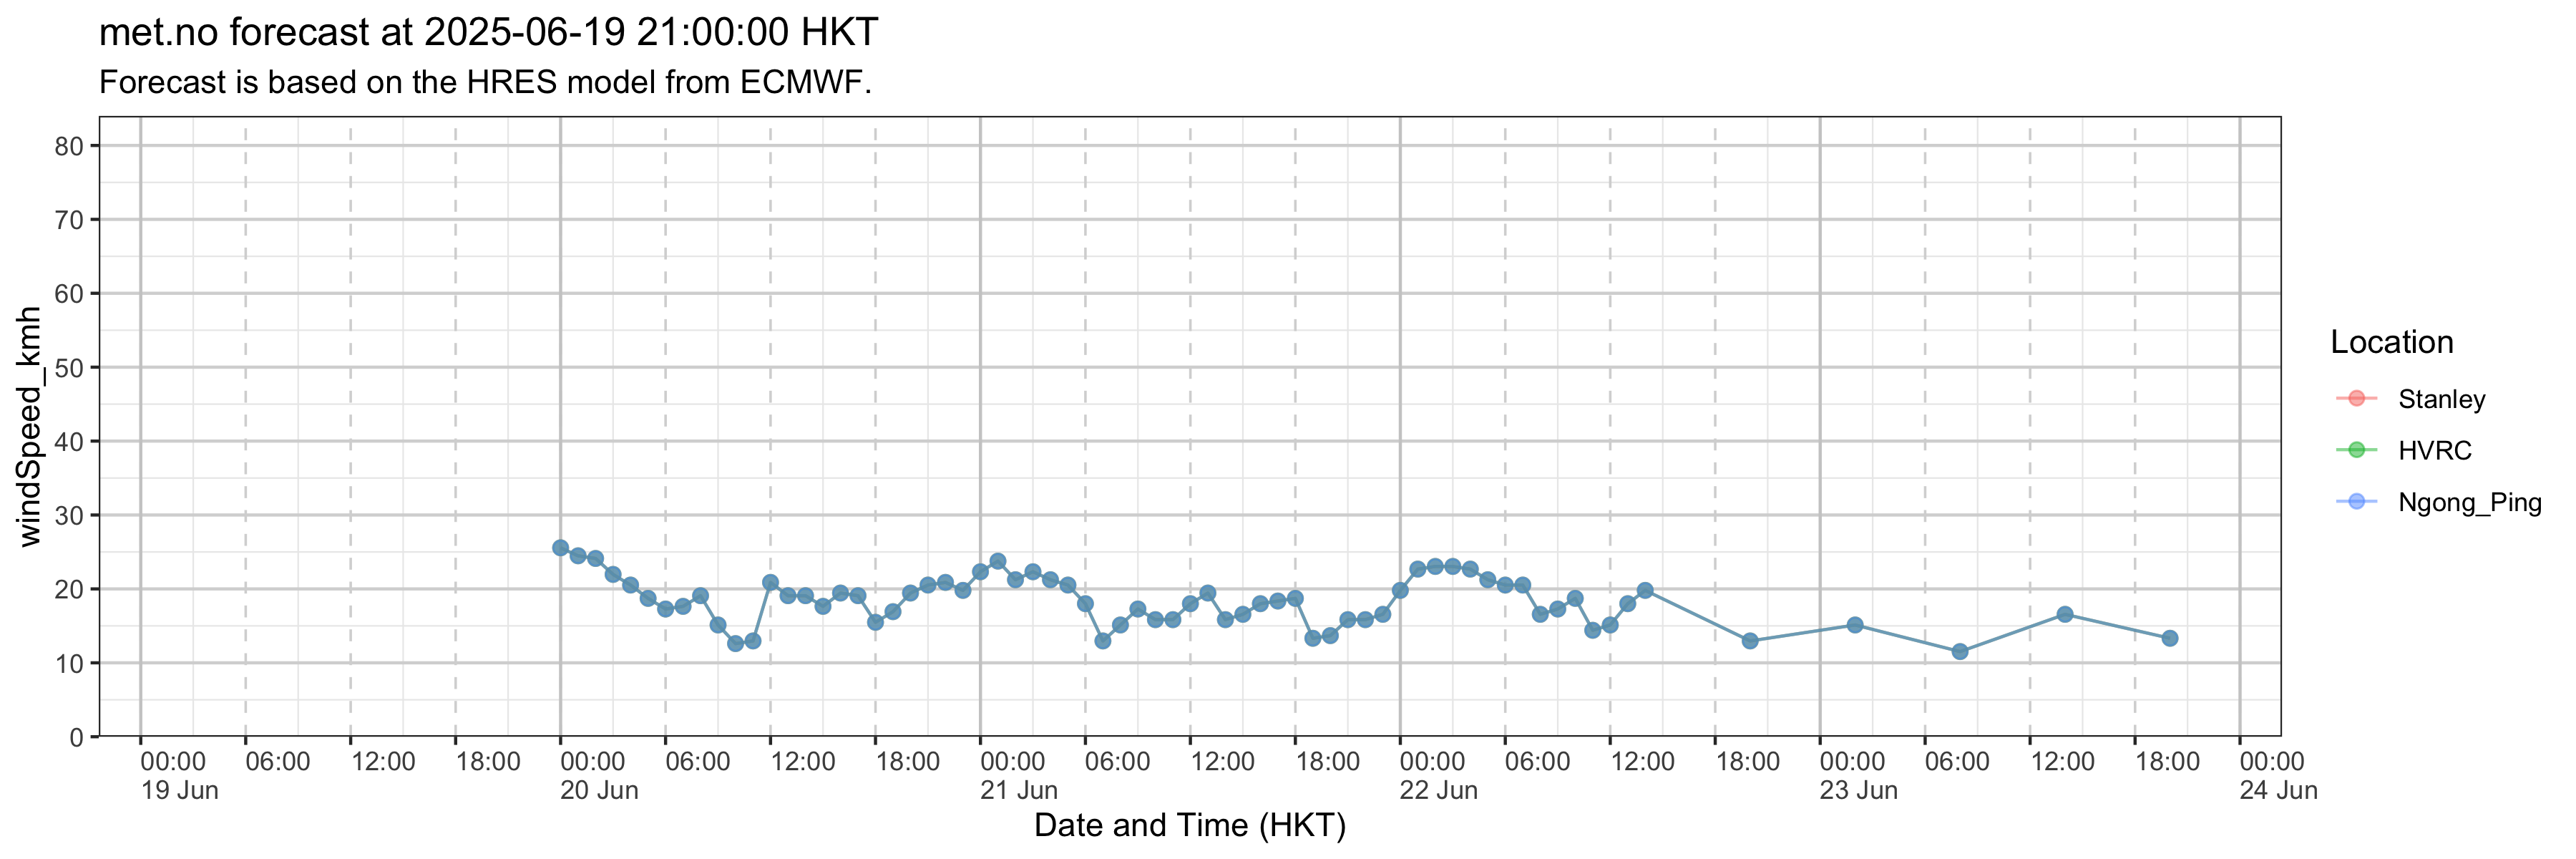 met.no forecast at 2025-06-19 21:00:00 HKT
Forecast is based on the HRES model from ECMWF.
80
70
60
50
40
30
20
10
0
windSpeed_kmh
00:00 06:00 12:00 18:00 00:00 06:00 12:00 18:00 00:00 06:00 12:00 18:00 00:00 06:00 12:00 18:00 00:00 06:00 12:00 18:00 00:00
19 Jun 20 Jun 21 Jun 22 Jun 23 Jun 24 Jun
Date and Time (HKT)
Location
Stanley
HVRC
Ngong_Ping